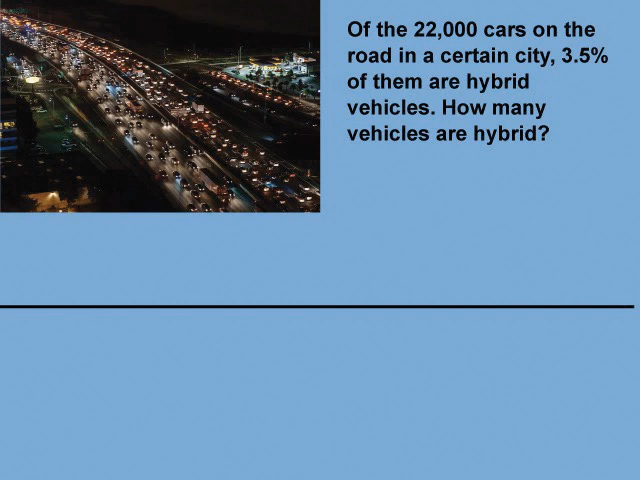 Of the 22,000 cars on the
road in a certain city, 3.5%
of them are hybrid
vehicles. How many
vehicles are hybrid?